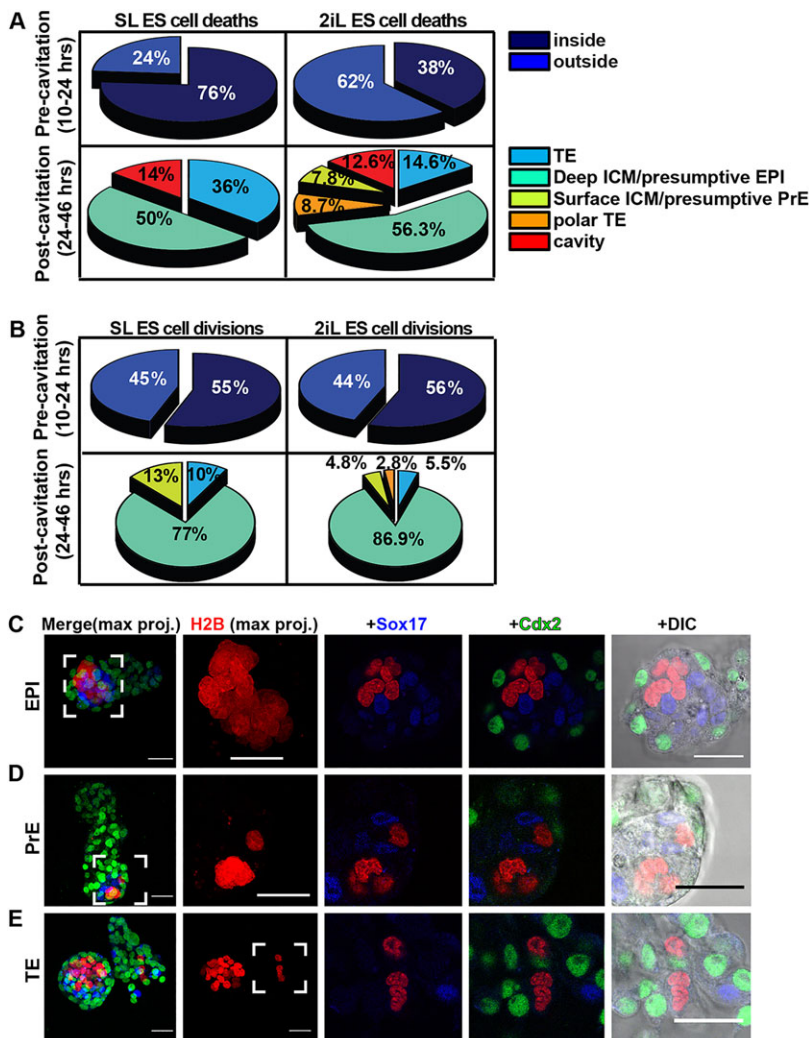 A
SL ES cell deaths
2iL ES cell deaths
Pre-cavitation
(10-24 hrs)
24%
76%
62%
38%
inside
outside
Post-cavitation
(24-46 hrs)
14%
36%
50%
12.6%
14.6%
7.8%
8.7%
56.3%
TE
Deep ICM/presumptive EPI
Surface ICM/presumptive PrE
polar TE
cavity
B
SL ES cell divisions
2iL ES cell divisions
Pre-cavitation
(10-24 hrs)
45%
55%
44%
56%
Post-cavitation
(24-46 hrs)
13%
10%
77%
4.8%
2.8%
5.5%
86.9%
C
Merge(max proj.)
H2B (max proj.)
+Sox17
+Cdx2
+DIC
EPI
D
PrE
E
TE